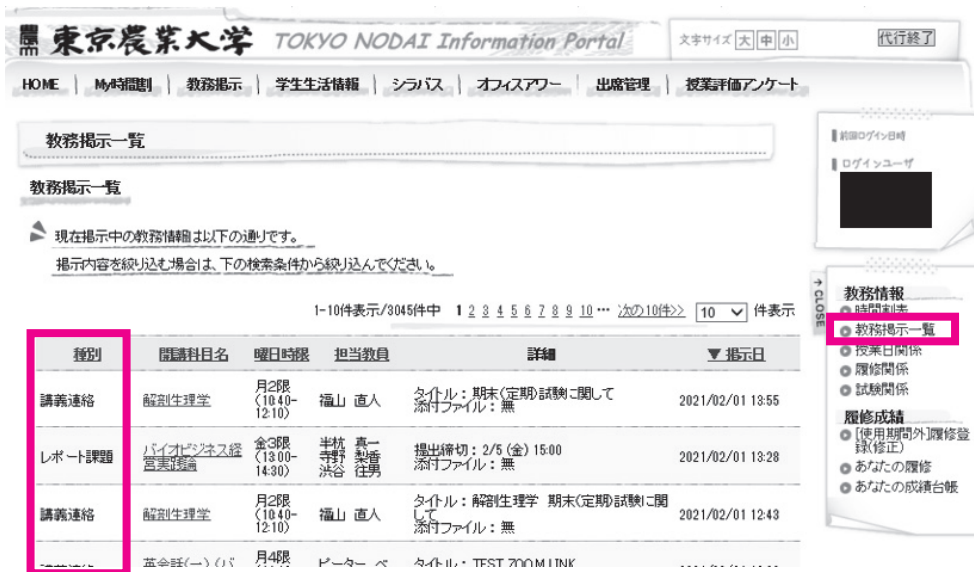 東京農業大学 TOKYO NODAI Information Portal 文字サイズ 大 中 小 代行終了
HOME My時間割 教務掲示 学生生活情報 シラバス オフィスアワー 出席管理 授業評価アンケート
教務掲示一覧
教務掲示一覧
現在掲示中の教務情報は以下の通りです。
掲示内容を絞り込む場合は、下の検索条件から絞り込んでください。
1-10件表示/3045件中 1 2 3 4 5 6 7 8 9 10 … 次の10件>> 10 件表示
種別 開講科目名 曜日時限 担当教員 詳細 ▼掲示日
講義連絡 解剖生理学 月2限 (10:40-12:10) 福山 直人 タイトル：期末(定期)試験に関して 2021/02/01 13:55
添付ファイル：無
レポート課題 バイオビジネス経営実践論 金3限 (13:00-14:30) 半杭 真一 提出締切：2/5 (金) 15:00 2021/02/01 13:28
寺野 梨香 添付ファイル：無
渋谷 往男
講義連絡 解剖生理学 月2限 (10:40-12:10) 福山 直人 タイトル：解剖生理学 期末(定期)試験に関して 2021/02/01 12:43
添付ファイル：無
英会話(一) (バ 月4限 ピーター ベ タイトル：TEST ZOOM LINK
前回ログイン日時
ログインユーザ
↑CLOSE
教務情報
時間割表
教務掲示一覧
授業日関係
履修関係
試験関係
履修成績
[使用期間外]履修登録(修正)
あなたの履修
あなたの成績台帳